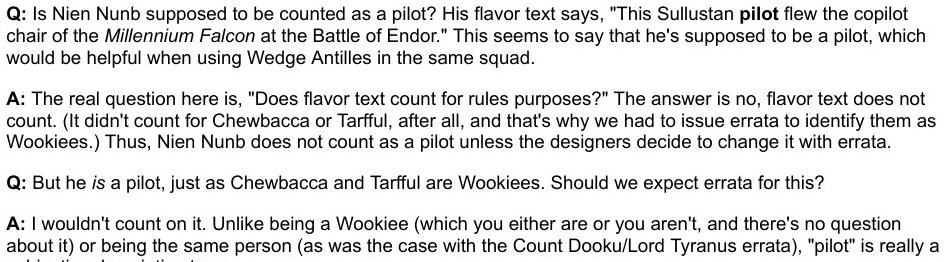 Q: Is Nien Nunb supposed to be counted as a pilot? His flavor text says, "This Sullustan pilot flew the copilot
chair of the Millennium Falcon at the Battle of Endor." This seems to say that he's supposed to be a pilot, which
would be helpful when using Wedge Antilles in the same squad.
A: The real question here is, "Does flavor text count for rules purposes?" The answer is no, flavor text does not
count. (It didn't count for Chewbacca or Tarfful, after all, and that's why we had to issue errata to identify them as
Wookiees.) Thus, Nien Nunb does not count as a pilot unless the designers decide to change it with errata.
Q: But he is a pilot, just as Chewbacca and Tarfful are Wookiees. Should we expect errata for this?
A: I wouldn't count on it. Unlike being a Wookiee (which you either are or you aren't, and there's no question
about it) or being the same person (as was the case with the Count Dooku/Lord Tyranus errata), "pilot" is really a